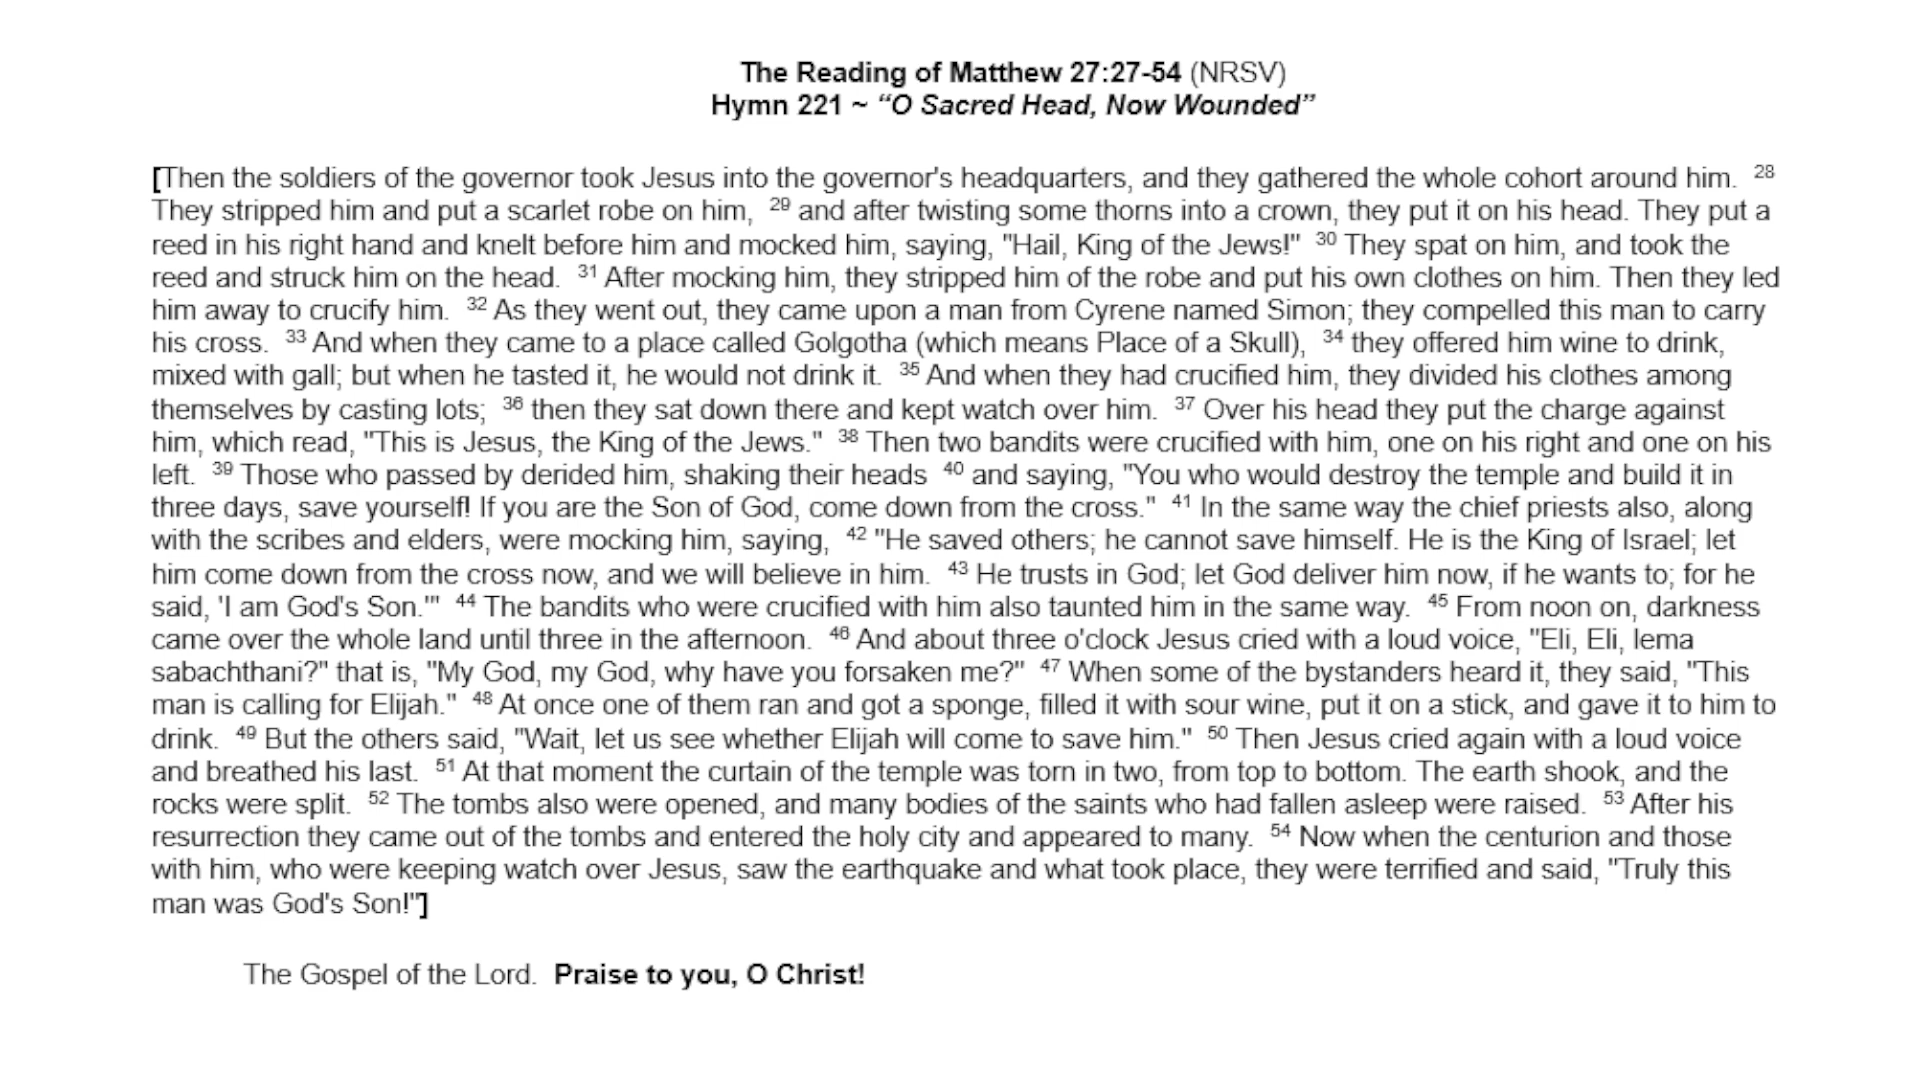 The Reading of Matthew 27:27-54 (NRSV)
Hymn 221 ~ “O Sacred Head, Now Wounded”
[Then the soldiers of the governor took Jesus into the governor's headquarters, and they gathered the whole cohort around him. 28
They stripped him and put a scarlet robe on him, 29 and after twisting some thorns into a crown, they put it on his head. They put a
reed in his right hand and knelt before him and mocked him, saying, "Hail, King of the Jews!" 30 They spat on him, and took the
reed and struck him on the head. 31 After mocking him, they stripped him of the robe and put his own clothes on him. Then they led
him away to crucify him. 32 As they went out, they came upon a man from Cyrene named Simon; they compelled this man to carry
his cross. 33 And when they came to a place called Golgotha (which means Place of a Skull), 34 they offered him wine to drink,
mixed with gall; but when he tasted it, he would not drink it. 35 And when they had crucified him, they divided his clothes among
themselves by casting lots; 36 then they sat down there and kept watch over him. 37 Over his head they put the charge against
him, which read, "This is Jesus, the King of the Jews." 38 Then two bandits were crucified with him, one on his right and one on his
left. 39 Those who passed by derided him, shaking their heads 40 and saying, "You who would destroy the temple and build it in
three days, save yourself! If you are the Son of God, come down from the cross." 41 In the same way the chief priests also, along
with the scribes and elders, were mocking him, saying, 42 "He saved others; he cannot save himself. He is the King of Israel; let
him come down from the cross now, and we will believe in him. 43 He trusts in God; let God deliver him now, if he wants to; for he
said, 'I am God's Son.'" 44 The bandits who were crucified with him also taunted him in the same way. 45 From noon on, darkness
came over the whole land until three in the afternoon. 46 And about three o'clock Jesus cried with a loud voice, "Eli, Eli, lema
sabachthani?" that is, "My God, my God, why have you forsaken me?" 47 When some of the bystanders heard it, they said, "This
man is calling for Elijah." 48 At once one of them ran and got a sponge, filled it with sour wine, put it on a stick, and gave it to him to
drink. 49 But the others said, "Wait, let us see whether Elijah will come to save him." 50 Then Jesus cried again with a loud voice
and breathed his last. 51 At that moment the curtain of the temple was torn in two, from top to bottom. The earth shook, and the
rocks were split. 52 The tombs also were opened, and many bodies of the saints who had fallen asleep were raised. 53 After his
resurrection they came out of the tombs and entered the holy city and appeared to many. 54 Now when the centurion and those
with him, who were keeping watch over Jesus, saw the earthquake and what took place, they were terrified and said, "Truly this
man was God's Son!"]
The Gospel of the Lord. Praise to you, O Christ!